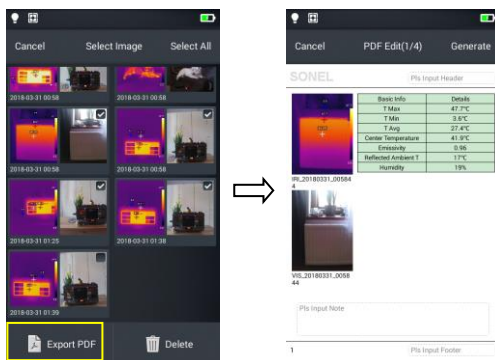 Cancel Select Image Select All
2018-03-31 00:58 2018-03-31 00:58
2018-03-31 00:58 2018-03-31 00:58
2018-03-31 01:25 2018-03-31 01:38
2018-03-31 01:39
Export PDF Delete
Cancel PDF Edit(1/4) Generate
SONEL Pls Input Header
Basic Info Details
T Max 47.7°C
T Min 3.6°C
T Avg 27.4°C
Center Temperature 41.9°C
Emissivity 0.96
Reflected Ambient T 17°C
Humidity 19%
IRI_20180331_00584
4
VIS_20180331_0058
44
Pls Input Note
1 Pls Input Footer